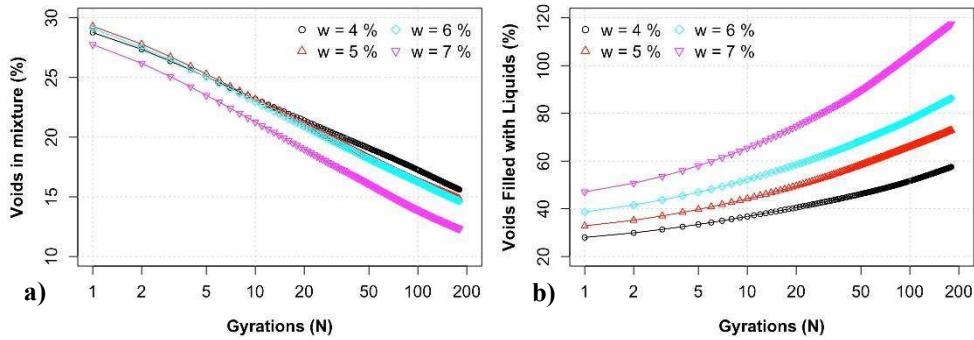 w = 4 % w = 6 %
w = 5 % w = 7 %
Voids in mixture (%)
30
25
20
15
10
1 2 5 10 20 50 100 200
Gyrations (N)
a)
w = 4 % w = 6 %
w = 5 % w = 7 %
Voids Filled with Liquids (%)
120
100
80
60
40
20
1 2 5 10 20 50 100 200
Gyrations (N)
b)